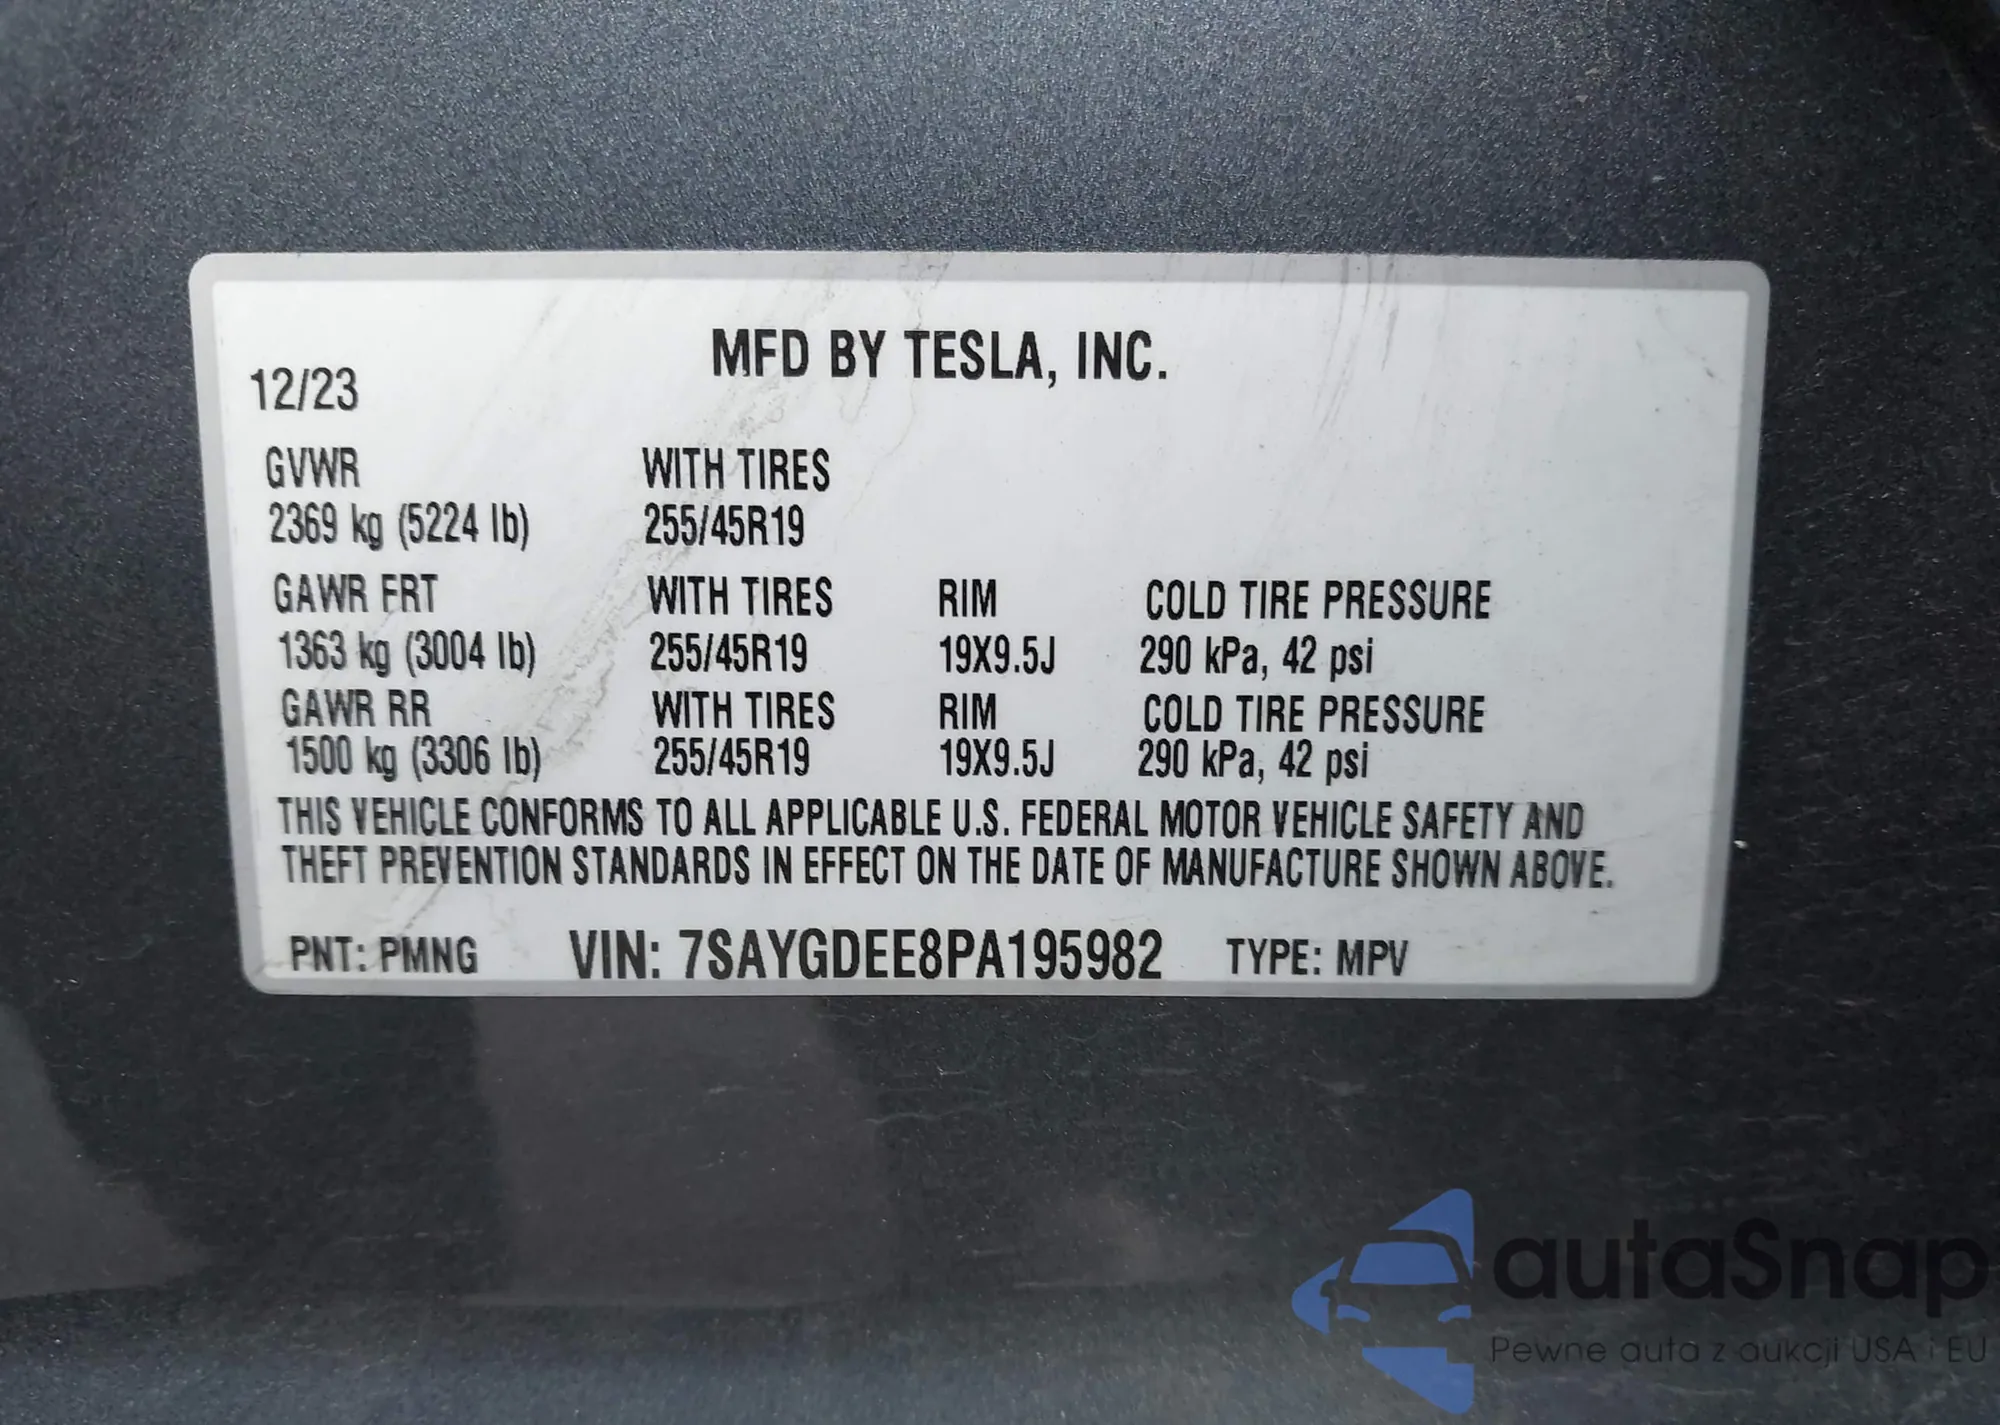 MFD BY TESLA, INC.
12/23
GVWR WITH TIRES
2369 kg (5224 lb) 255/45R19
GAWR FRT WITH TIRES RIM COLD TIRE PRESSURE
1363 kg (3004 lb) 255/45R19 19X9.5J 290 kPa, 42 psi
GAWR RR WITH TIRES RIM COLD TIRE PRESSURE
1500 kg (3306 lb) 255/45R19 19X9.5J 290 kPa, 42 psi
THIS VEHICLE CONFORMS TO ALL APPLICABLE U.S. FEDERAL MOTOR VEHICLE SAFETY AND
THEFT PREVENTION STANDARDS IN EFFECT ON THE DATE OF MANUFACTURE SHOWN ABOVE.
PNT: PMNG VIN: 7SAYGDEE8PA195982 TYPE: MPV
autaSnap
Pewne auta z aukcji USA i EU